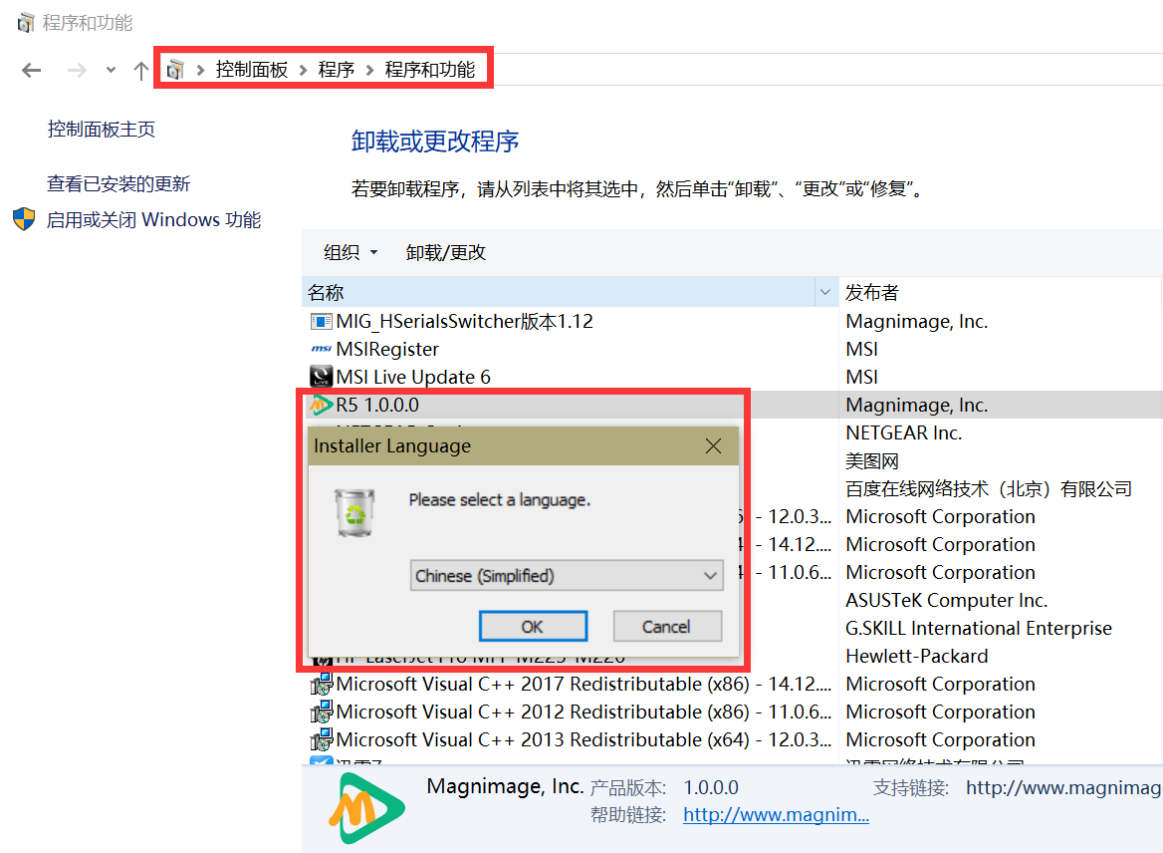 程序和功能
控制面板 > 程序 > 程序和功能
控制面板主页
查看已安装的更新
启用或关闭 Windows 功能
卸载或更改程序
若要卸载程序，请从列表中将其选中，然后单击“卸载”、“更改”或“修复”。
组织 卸载/更改
名称 发布者
MIG_HSerialsSwitcher版本1.12 Magnimage, Inc.
MSIRegister MSI
MSI Live Update 6 MSI
R5 1.0.0.0 Magnimage, Inc.
NETGEAR Inc.
Installer Language
美图网
百度在线网络技术（北京）有限公司
Please select a language.
- 12.0.3... Microsoft Corporation
- 14.12.... Microsoft Corporation
- 11.0.6... Microsoft Corporation
Chinese (Simplified)
ASUSTeK Computer Inc.
OK Cancel
G.SKILL International Enterprise
Hewlett-Packard
Microsoft Visual C++ 2017 Redistributable (x86) - 14.12.... Microsoft Corporation
Microsoft Visual C++ 2012 Redistributable (x86) - 11.0.6... Microsoft Corporation
Microsoft Visual C++ 2013 Redistributable (x64) - 12.0.3... Microsoft Corporation
Magnimage, Inc. 产品版本: 1.0.0.0 支持链接: http://www.magnimag
帮助链接: http://www.magnim...